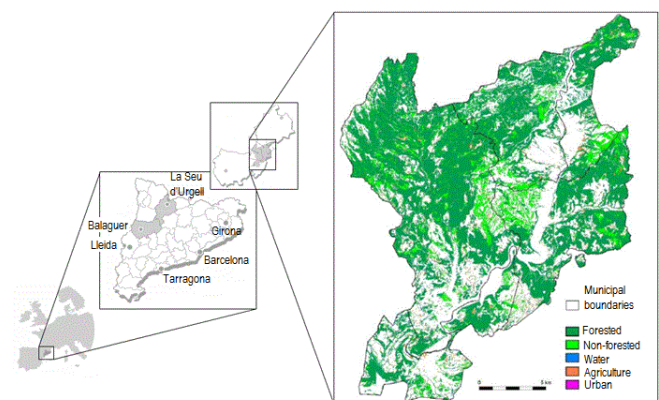 La Seu
d'Urgell
Balaguer
Lleida
Girona
Barcelona
Tarragona
Municipal
boundaries
Forested
Non-forested
Water
Agriculture
Urban
0 5 km